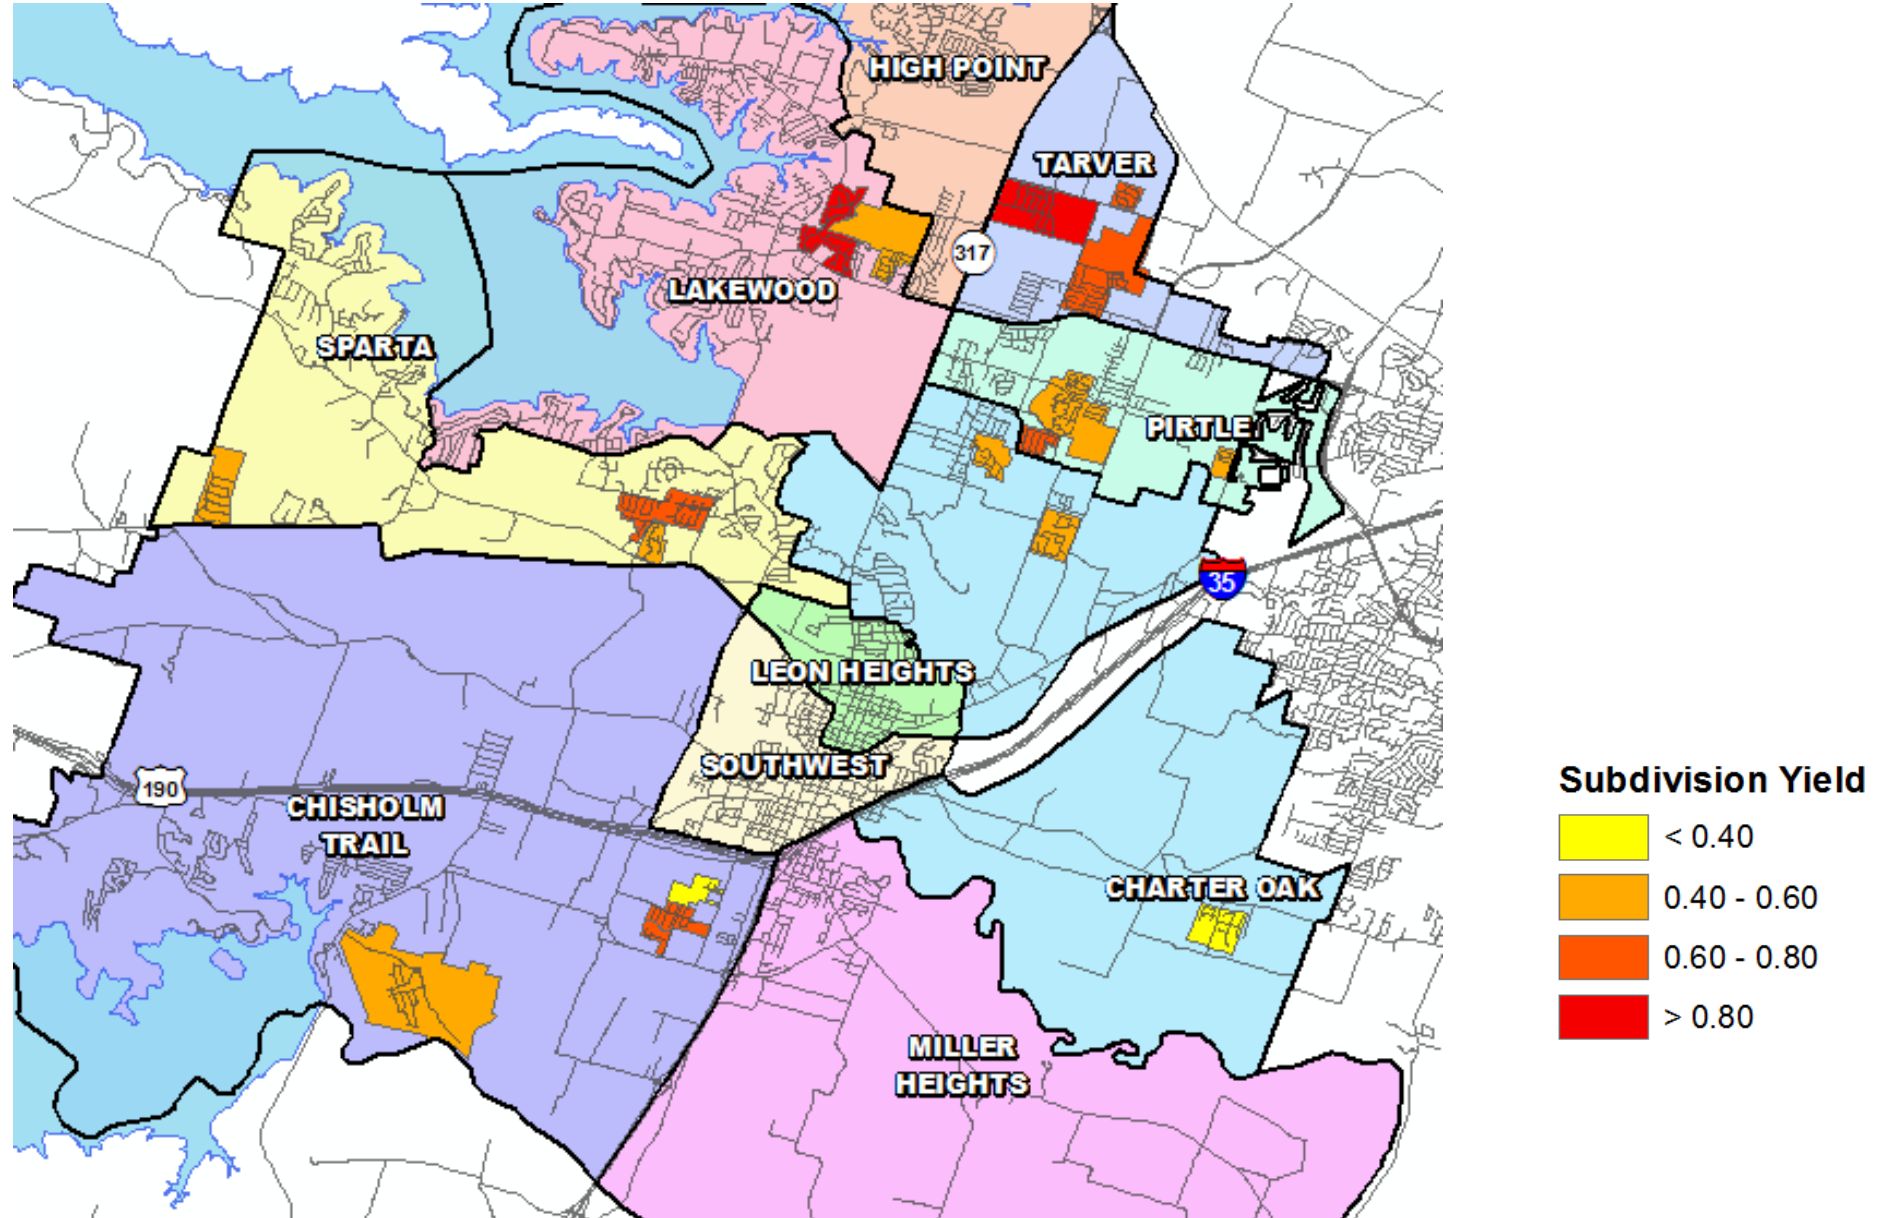 HIGH POINT
TARVER
317
LAKEWOOD
SPARTA
PIRTLE
35
LEON HEIGHTS
SOUTHWEST
190
CHISHOLM
TRAIL
CHARTER OAK
MILLER
HEIGHTS
Subdivision Yield
< 0.40
0.40 - 0.60
0.60 - 0.80
> 0.80